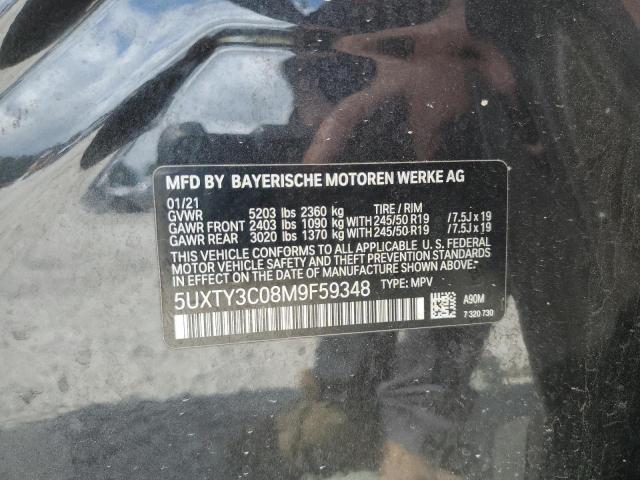 MFD BY BAYERISCHE MOTOREN WERKE AG
01/21 TIRE / RIM
GVWR 5203 lbs 2360 kg
GAWR FRONT 2403 lbs 1090 kg WITH 245/50 R19 / 7.5J x 19
GAWR REAR 3020 lbs 1370 kg WITH 245/50 R19 / 7.5J x 19
THIS VEHICLE CONFORMS TO ALL APPLICABLE U.S. FEDERAL
MOTOR VEHICLE SAFETY AND THEFT PREVENTION STANDARDS
IN EFFECT ON THE DATE OF MANUFACTURE SHOWN ABOVE.
5UXTY3C08M9F59348 TYPE: MPV
A90M
7 320 730